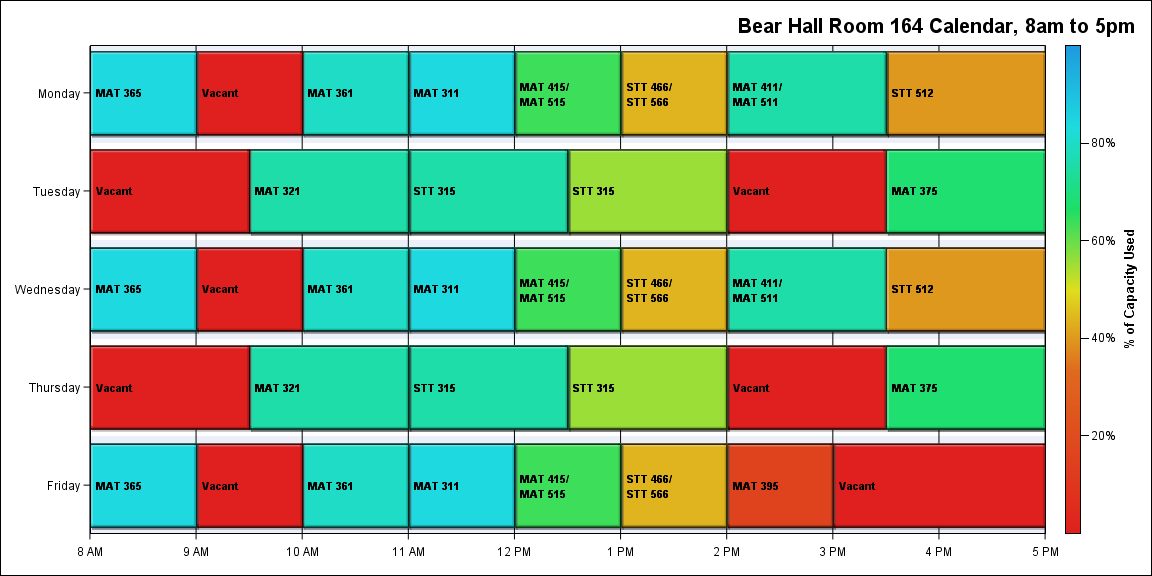 Bear Hall Room 164 Calendar, 8am to 5pm
Monday
MAT 365
Vacant
MAT 361
MAT 311
MAT 415/
MAT 515
STT 466/
STT 566
MAT 411/
MAT 511
STT 512
Tuesday
Vacant
MAT 321
STT 315
STT 315
Vacant
MAT 375
Wednesday
MAT 365
Vacant
MAT 361
MAT 311
MAT 415/
MAT 515
STT 466/
STT 566
MAT 411/
MAT 511
STT 512
Thursday
Vacant
MAT 321
STT 315
STT 315
Vacant
MAT 375
Friday
MAT 365
Vacant
MAT 361
MAT 311
MAT 415/
MAT 515
STT 466/
STT 566
MAT 395
Vacant
8 AM
9 AM
10 AM
11 AM
12 PM
1 PM
2 PM
3 PM
4 PM
5 PM
80%
60%
40%
20%
% of Capacity Used